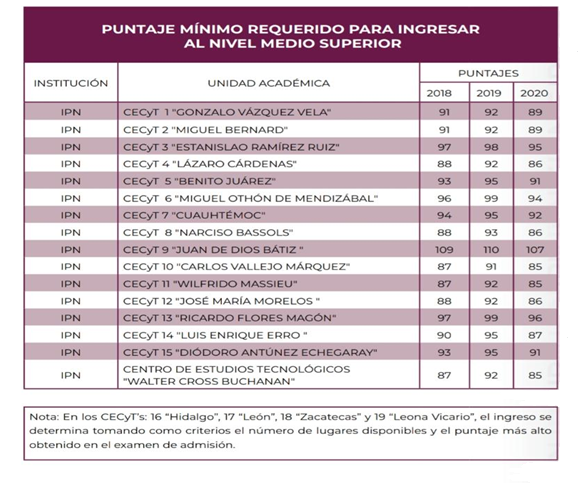 PUNTAJE MÍNIMO REQUERIDO PARA INGRESAR
AL NIVEL MEDIO SUPERIOR
INSTITUCIÓN UNIDAD ACADÉMICA PUNTAJES
2018 2019 2020
IPN CECyT 1 "GONZALO VÁZQUEZ VELA" 91 92 89
IPN CECyT 2 "MIGUEL BERNARD" 91 92 89
IPN CECyT 3 "ESTANISLAO RAMÍREZ RUIZ" 97 98 95
IPN CECyT 4 "LÁZARO CÁRDENAS" 88 92 86
IPN CECyT 5 "BENITO JUÁREZ" 93 95 91
IPN CECyT 6 "MIGUEL OTHÓN DE MENDIZÁBAL" 96 99 94
IPN CECyT 7 "CUAUHTÉMOC" 94 95 92
IPN CECyT 8 "NARCISO BASSOLS" 88 93 86
IPN CECyT 9 "JUAN DE DIOS BÁTIZ " 109 110 107
IPN CECyT 10 "CARLOS VALLEJO MÁRQUEZ" 87 91 85
IPN CECyT 11 "WILFRIDO MASSIEU" 87 92 85
IPN CECyT 12 "JOSÉ MARÍA MORELOS " 88 92 86
IPN CECyT 13 "RICARDO FLORES MAGÓN" 97 99 96
IPN CECyT 14 "LUIS ENRIQUE ERRO " 90 95 87
IPN CECyT 15 "DIÓDORO ANTÚNEZ ECHEGARAY" 93 95 91
IPN CENTRO DE ESTUDIOS TECNOLÓGICOS
"WALTER CROSS BUCHANAN" 87 92 85
Nota: En los CECyT's: 16 "Hidalgo", 17 "León", 18 "Zacatecas" y 19 "Leona Vicario", el ingreso se
determina tomando como criterios el número de lugares disponibles y el puntaje más alto
obtenido en el examen de admisión.